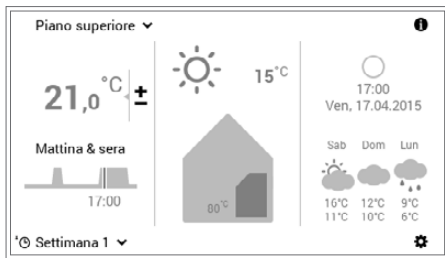 Piano superiore
21,0 °C ±
Mattina & sera
17:00
Settimana 1
15 °C
80 °C
17:00
Ven, 17.04.2015
Sab Dom Lun
16°C 12°C 9°C
11°C 10°C 6°C